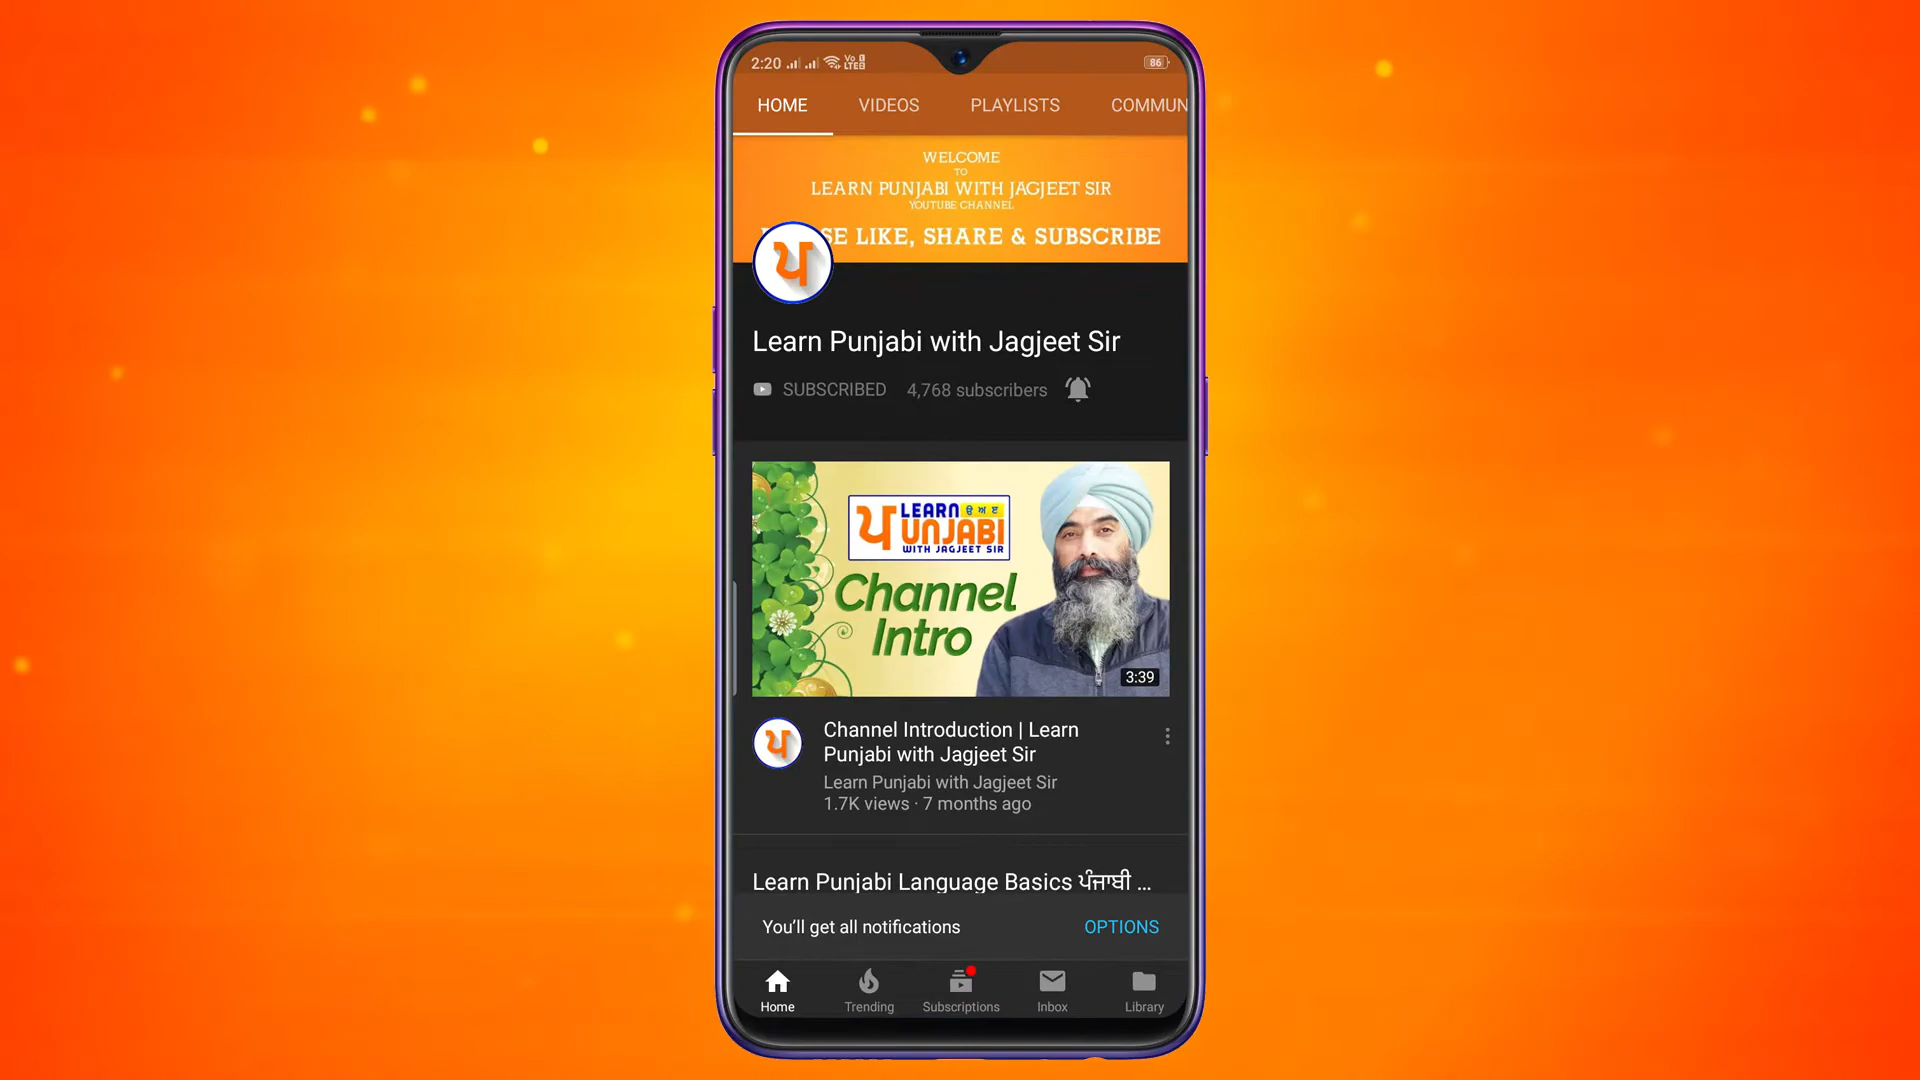 2:20
Vo LTE
86
HOME VIDEOS PLAYLISTS COMMUN
WELCOME
TO
LEARN PUNJABI WITH JAGJEET SIR
YOUTUBE CHANNEL
SE LIKE, SHARE & SUBSCRIBE
ਪ
Learn Punjabi with Jagjeet Sir
SUBSCRIBED 4,768 subscribers
LEARN ੳ ਅ ੲ
ਪUNJABI
WITH JAGJEET SIR
Channel
Intro
3:39
ਪ
Channel Introduction | Learn
Punjabi with Jagjeet Sir
Learn Punjabi with Jagjeet Sir
1.7K views · 7 months ago
Learn Punjabi Language Basics ਪੰਜਾਬੀ ...
You'll get all notifications OPTIONS
Home Trending Subscriptions Inbox Library